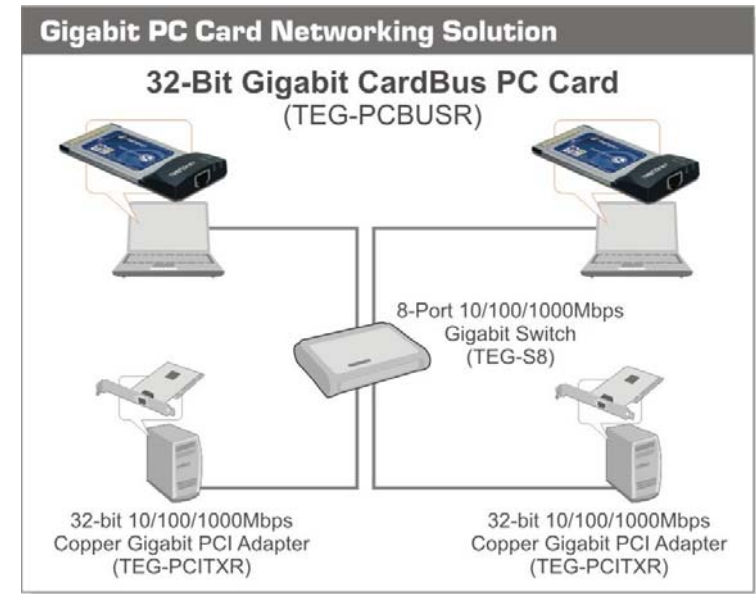 Gigabit PC Card Networking Solution
32-Bit Gigabit CardBus PC Card
(TEG-PCBUSR)
8-Port 10/100/1000Mbps
Gigabit Switch
(TEG-S8)
32-bit 10/100/1000Mbps
Copper Gigabit PCI Adapter
(TEG-PCITXR)
32-bit 10/100/1000Mbps
Copper Gigabit PCI Adapter
(TEG-PCITXR)